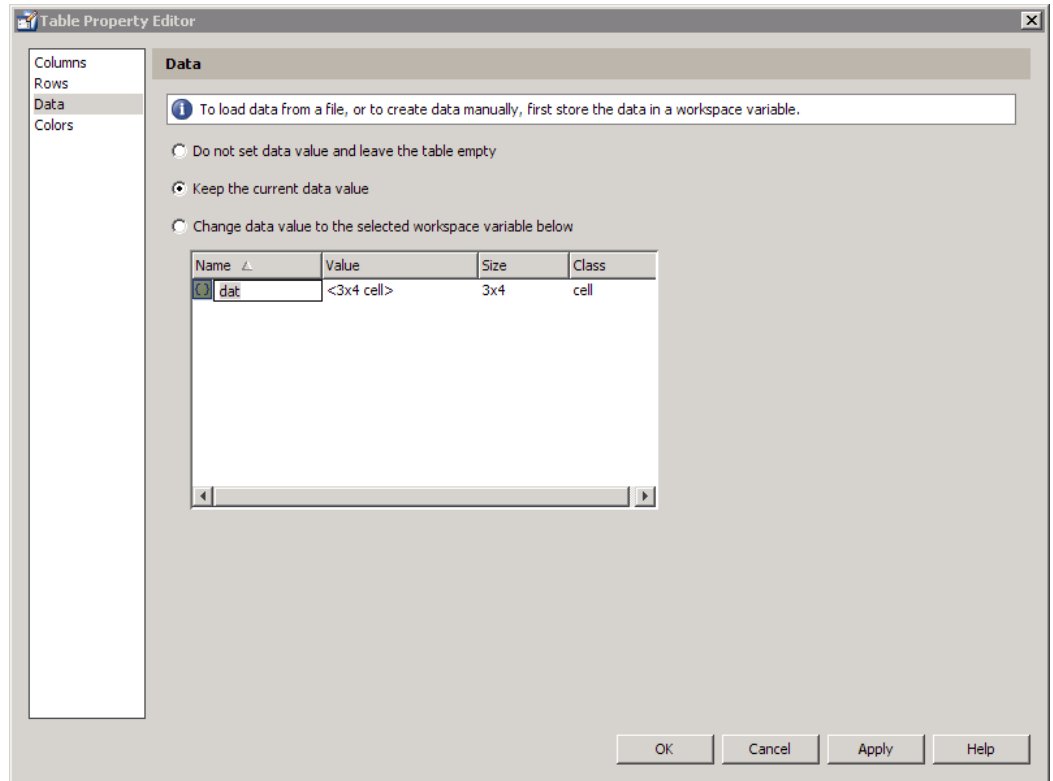 Table Property Editor
Columns
Rows
Data
Colors
Data
To load data from a file, or to create data manually, first store the data in a workspace variable.
Do not set data value and leave the table empty
Keep the current data value
Change data value to the selected workspace variable below
Name Value Size Class
dat <3x4 cell> 3x4 cell
OK Cancel Apply Help